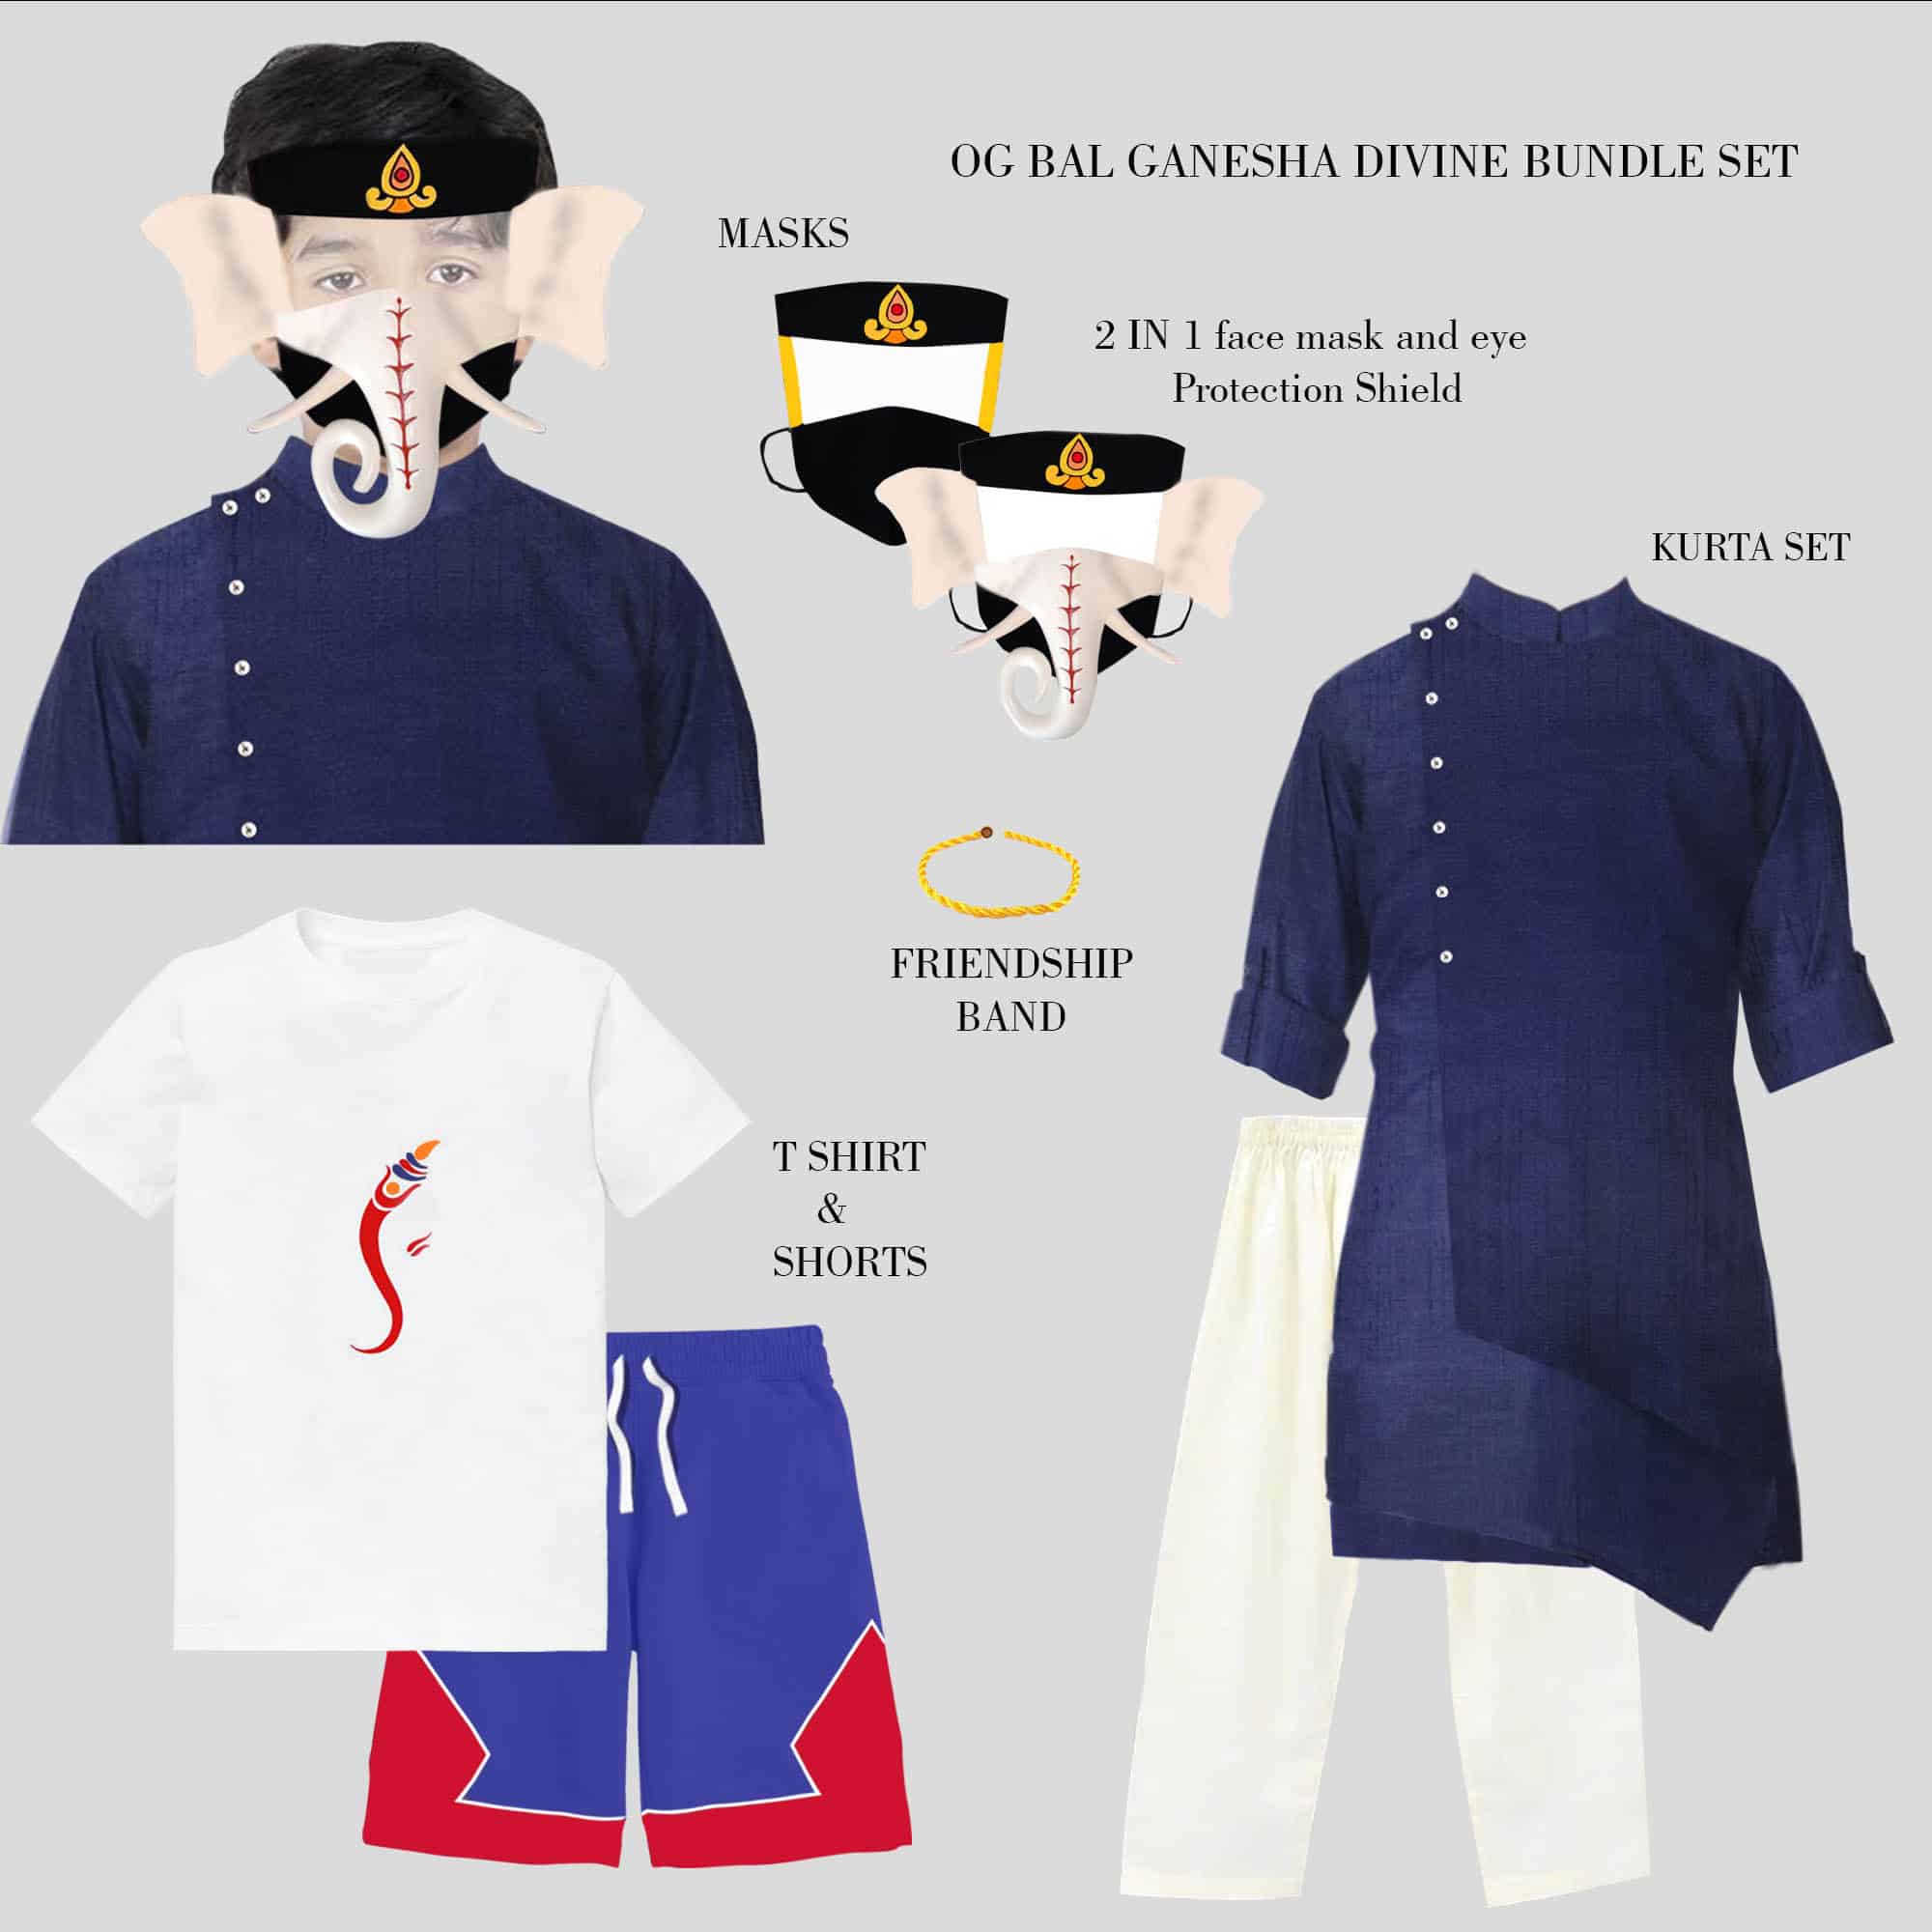 OG BAL GANESHA DIVINE BUNDLE SET
MASKS
2 IN 1 face mask and eye
Protection Shield
KURTA SET
FRIENDSHIP
BAND
T SHIRT
&
SHORTS